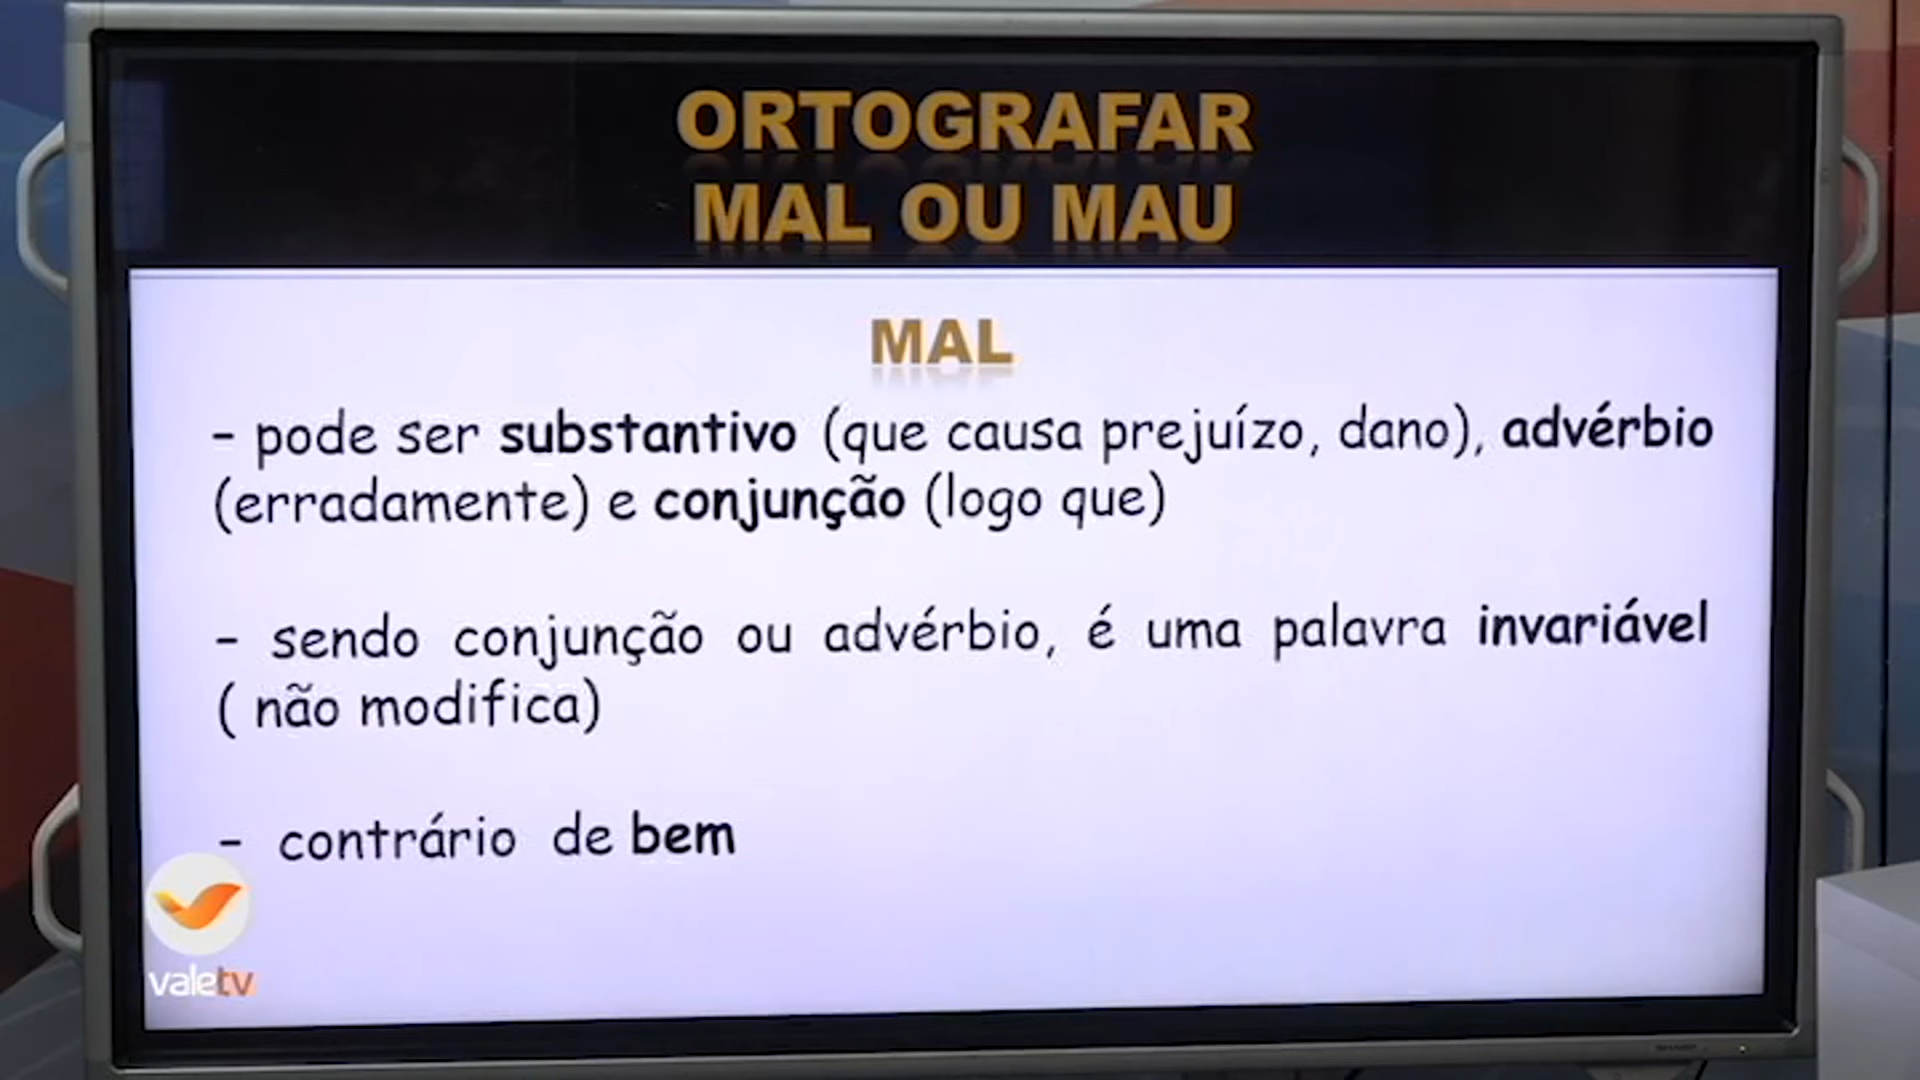 ORTOGRAFAR
MAL OU MAU
MAL
- pode ser substantivo (que causa prejuízo, dano), advérbio
(erradamente) e conjunção (logo que)
- sendo conjunção ou advérbio, é uma palavra invariável
( não modifica)
- contrário de bem
valetv